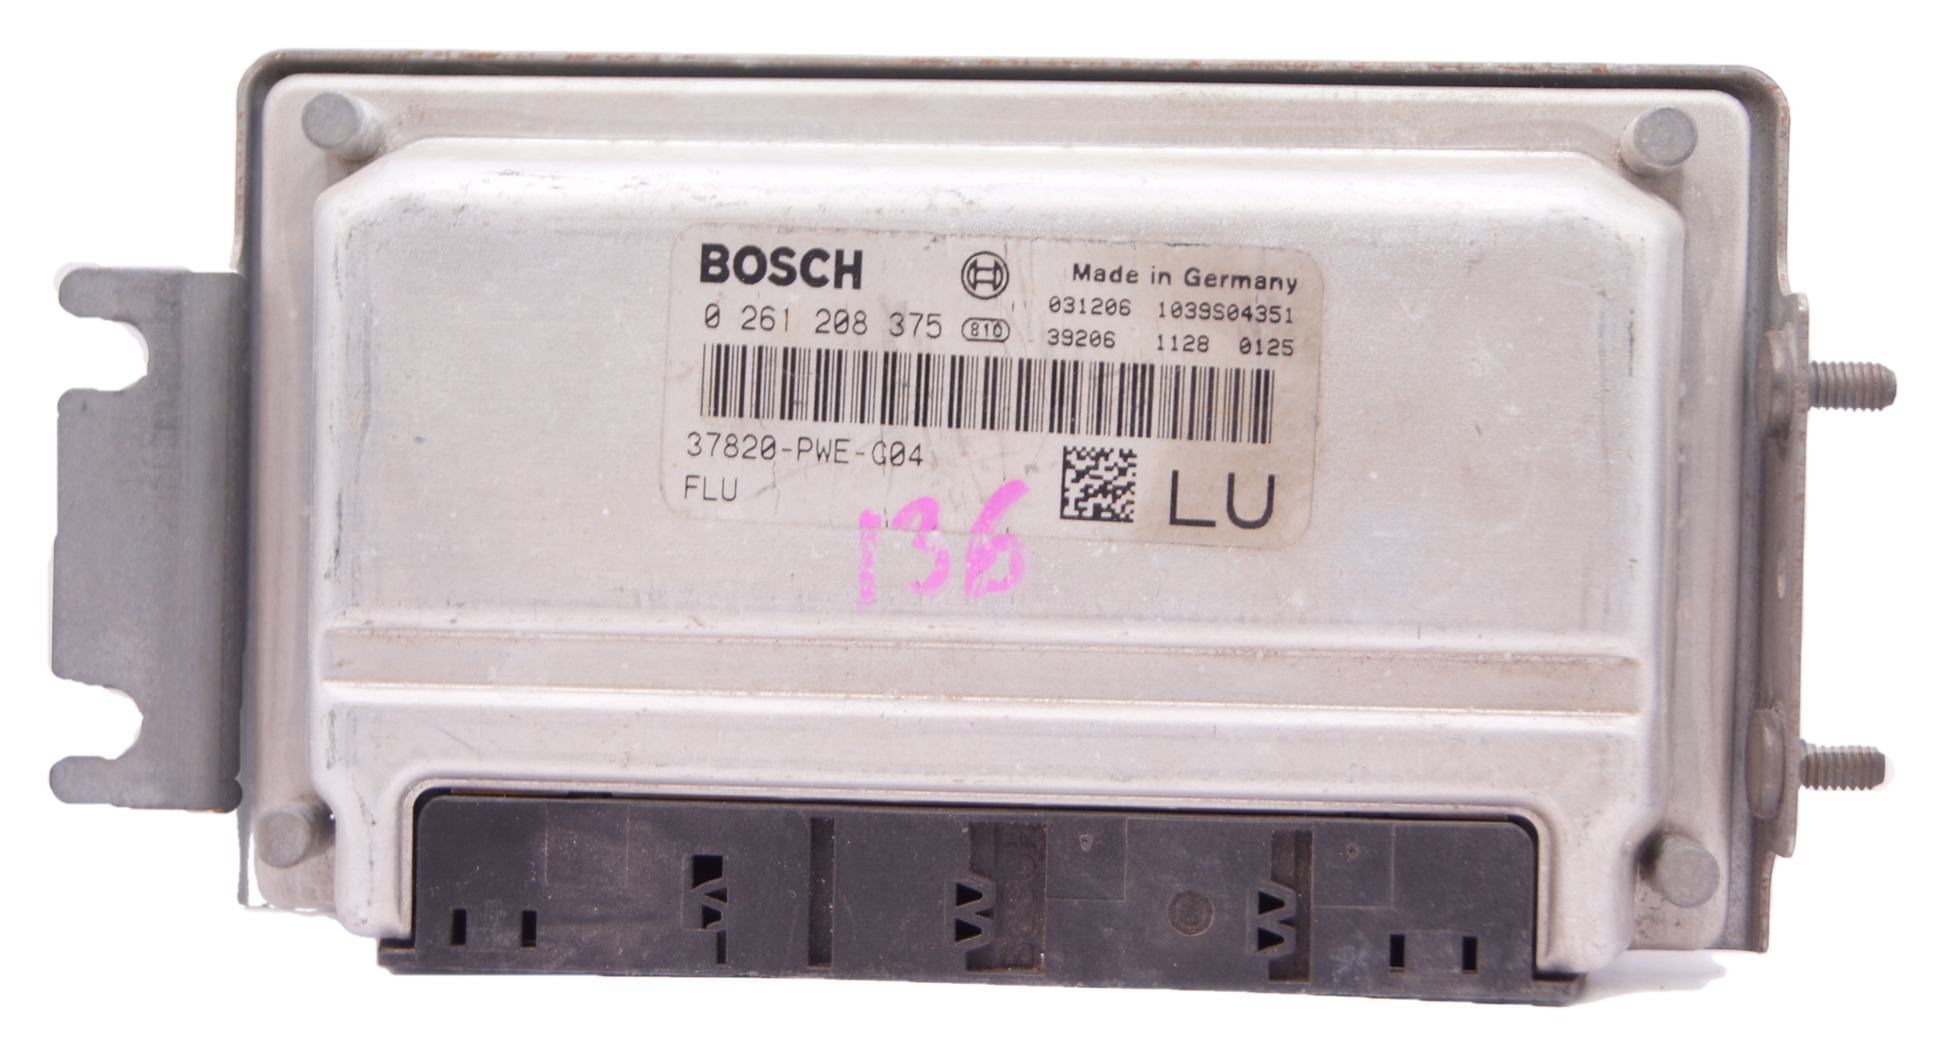 BOSCH
Made in Germany
0 261 208 375 810
031206 1039S04351
39206 1128 0125
37820-PWE-G04
FLU
LU
136